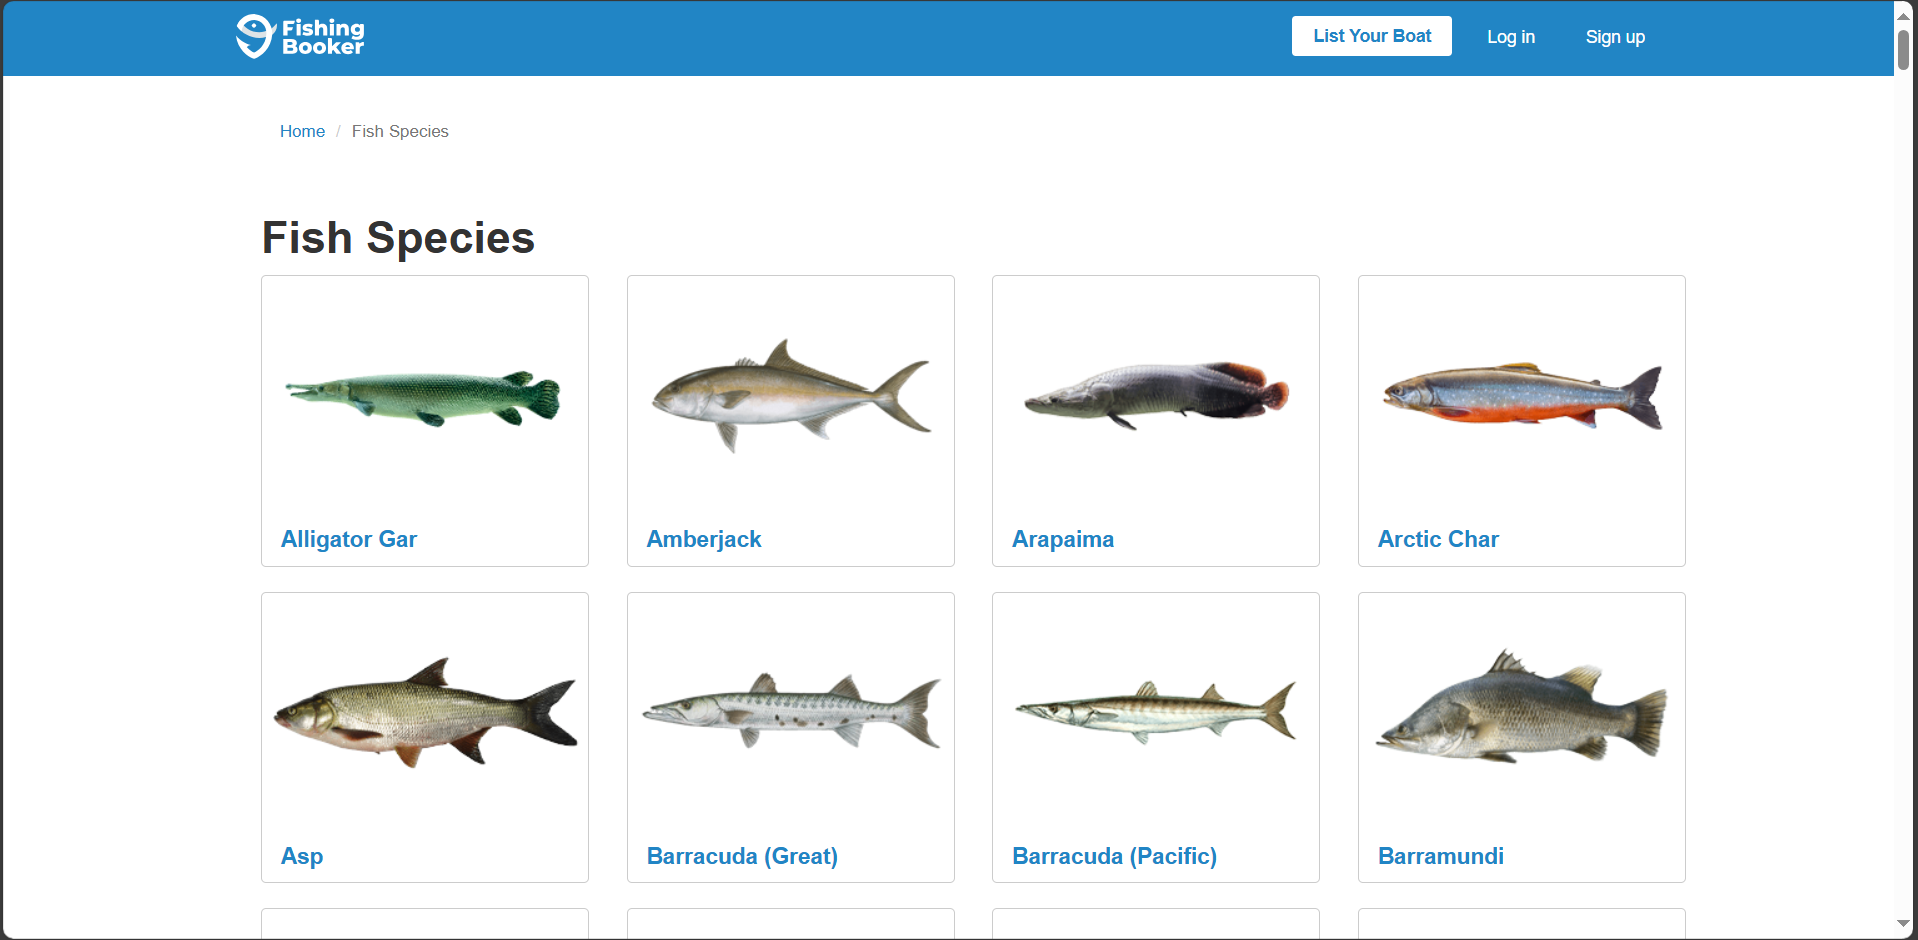 Fishing
Booker
List Your Boat
Log in
Sign up
Home / Fish Species
Fish Species
Alligator Gar
Amberjack
Arapaima
Arctic Char
Asp
Barracuda (Great)
Barracuda (Pacific)
Barramundi